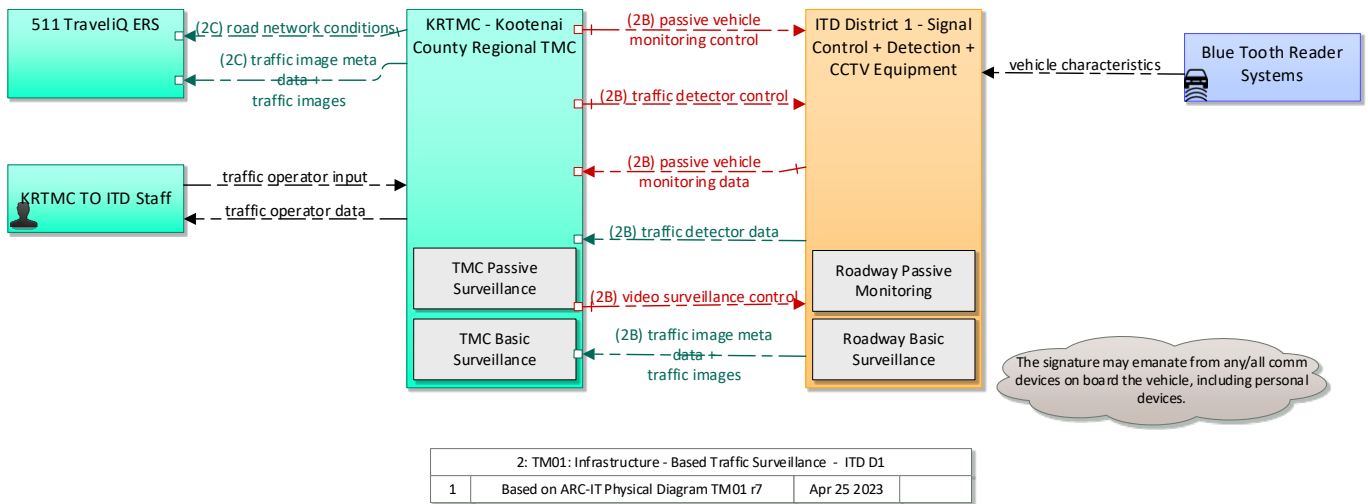 511 TraveliQ ERS
(2C) road network conditions
(2C) traffic image meta
data +
traffic images
KRTMC - Kootenai
County Regional TMC
(2B) passive vehicle
monitoring control
ITD District 1 - Signal
Control + Detection +
CCTV Equipment
vehicle characteristics
Blue Tooth Reader
Systems
(2B) traffic detector control
KRTMC TO ITD Staff
traffic operator input
traffic operator data
(2B) passive vehicle
monitoring data
(2B) traffic detector data
TMC Passive
Surveillance
(2B) video surveillance control
Roadway Passive
Monitoring
TMC Basic
Surveillance
(2B) traffic image meta
data +
traffic images
Roadway Basic
Surveillance
The signature may emanate from any/all comm
devices on board the vehicle, including personal
devices.
2: TM01: Infrastructure - Based Traffic Surveillance - ITD D1
1 Based on ARC-IT Physical Diagram TM01 r7 Apr 25 2023